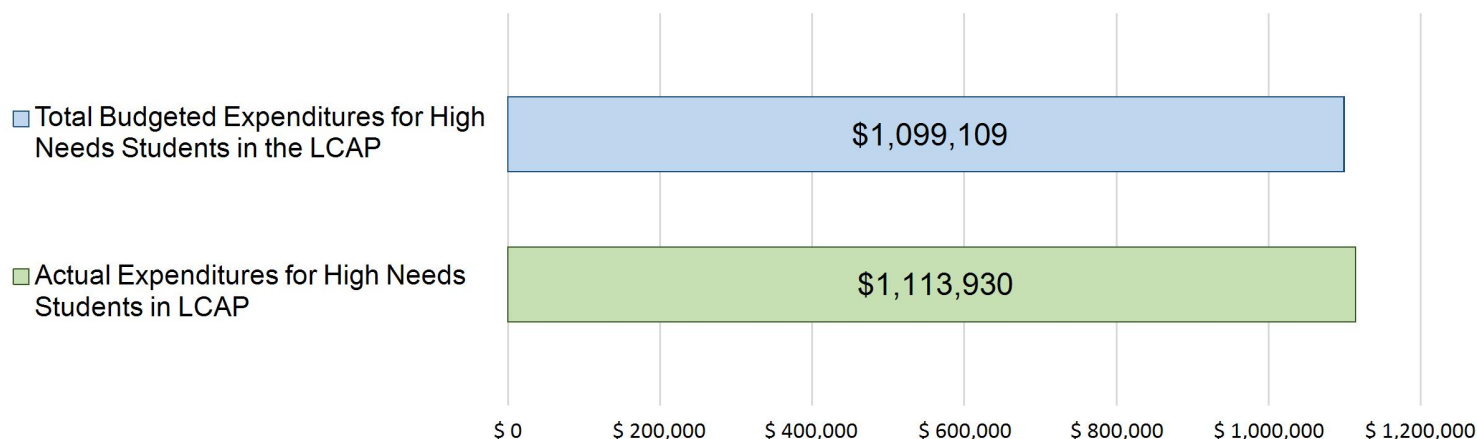 Total Budgeted Expenditures for High
Needs Students in the LCAP
$1,099,109
Actual Expenditures for High Needs
Students in LCAP
$1,113,930
$ 0
$ 200,000
$ 400,000
$ 600,000
$ 800,000
$ 1,000,000
$ 1,200,000